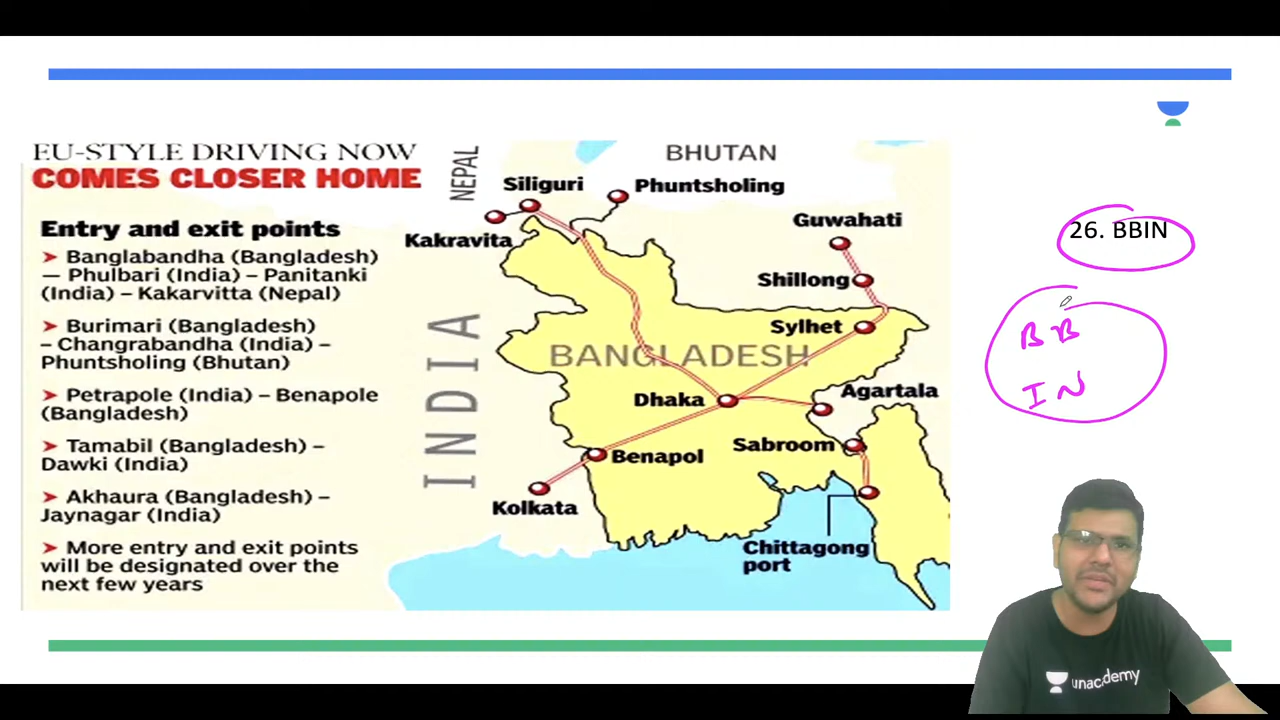 EU-STYLE DRIVING NOW
COMES CLOSER HOME
Entry and exit points
➤ Banglabandha (Bangladesh)
— Phulbari (India) – Panitanki
(India) – Kakarvitta (Nepal)
➤ Burimari (Bangladesh)
– Changrabandha (India) –
Phuntsholing (Bhutan)
➤ Petrapole (India) – Benapole
(Bangladesh)
➤ Tamabil (Bangladesh) –
Dawki (India)
➤ Akhaura (Bangladesh) –
Jaynagar (India)
➤ More entry and exit points
will be designated over the
next few years
NEPAL
BHUTAN
Siliguri
Phuntsholing
Kakravita
Guwahati
Shillong
Sylhet
INDIA
BANGLADESH
Dhaka
Agartala
Sabroom
Benapol
Kolkata
Chittagong
port
26. BBIN
B B
I N
unacademy